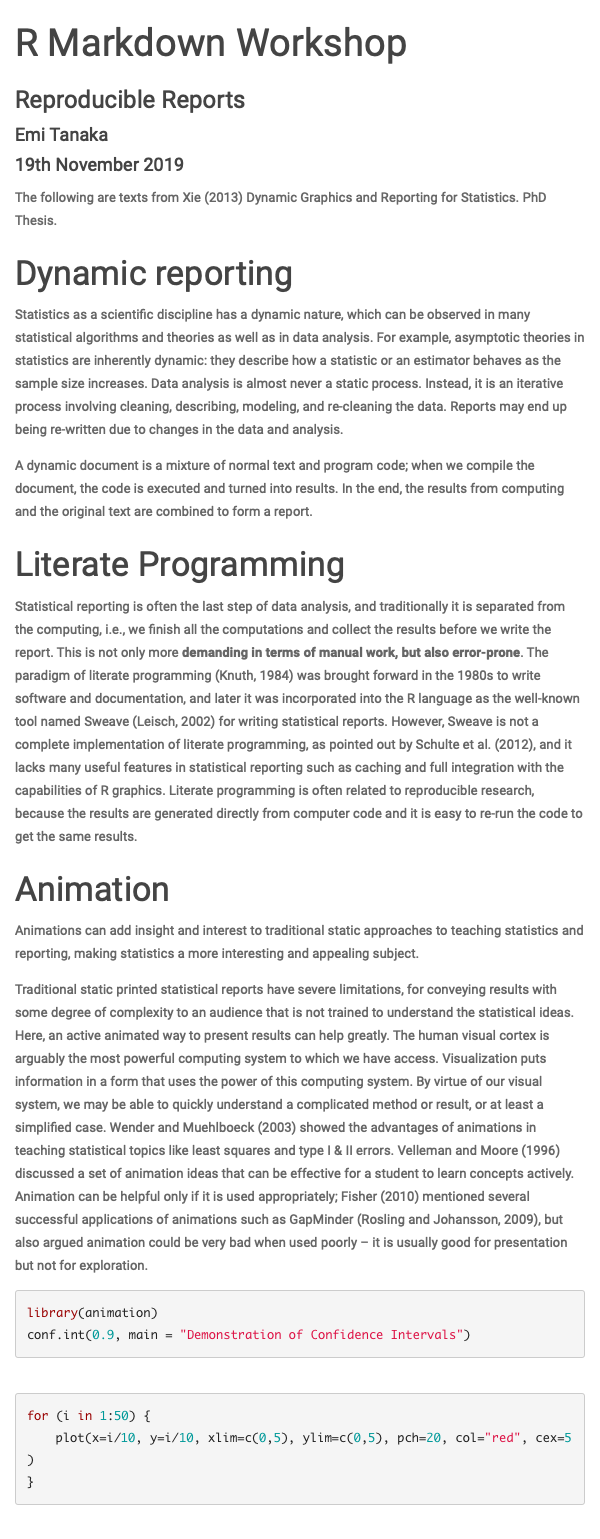 R Markdown Workshop
Reproducible Reports
Emi Tanaka
19th November 2019
The following are texts from Xie (2013) Dynamic Graphics and Reporting for Statistics. PhD
Thesis.
Dynamic reporting
Statistics as a scientific discipline has a dynamic nature, which can be observed in many
statistical algorithms and theories as well as in data analysis. For example, asymptotic theories in
statistics are inherently dynamic: they describe how a statistic or an estimator behaves as the
sample size increases. Data analysis is almost never a static process. Instead, it is an iterative
process involving cleaning, describing, modeling, and re-cleaning the data. Reports may end up
being re-written due to changes in the data and analysis.
A dynamic document is a mixture of normal text and program code; when we compile the
document, the code is executed and turned into results. In the end, the results from computing
and the original text are combined to form a report.
Literate Programming
Statistical reporting is often the last step of data analysis, and traditionally it is separated from
the computing, i.e., we finish all the computations and collect the results before we write the
report. This is not only more demanding in terms of manual work, but also error-prone. The
paradigm of literate programming (Knuth, 1984) was brought forward in the 1980s to write
software and documentation, and later it was incorporated into the R language as the well-known
tool named Sweave (Leisch, 2002) for writing statistical reports. However, Sweave is not a
complete implementation of literate programming, as pointed out by Schulte et al. (2012), and it
lacks many useful features in statistical reporting such as caching and full integration with the
capabilities of R graphics. Literate programming is often related to reproducible research,
because the results are generated directly from computer code and it is easy to re-run the code to
get the same results.
Animation
Animations can add insight and interest to traditional static approaches to teaching statistics and
reporting, making statistics a more interesting and appealing subject.
Traditional static printed statistical reports have severe limitations, for conveying results with
some degree of complexity to an audience that is not trained to understand the statistical ideas.
Here, an active animated way to present results can help greatly. The human visual cortex is
arguably the most powerful computing system to which we have access. Visualization puts
information in a form that uses the power of this computing system. By virtue of our visual
system, we may be able to quickly understand a complicated method or result, or at least a
simplified case. Wender and Muehlboeck (2003) showed the advantages of animations in
teaching statistical topics like least squares and type I & II errors. Velleman and Moore (1996)
discussed a set of animation ideas that can be effective for a student to learn concepts actively.
Animation can be helpful only if it is used appropriately; Fisher (2010) mentioned several
successful applications of animations such as GapMinder (Rosling and Johansson, 2009), but
also argued animation could be very bad when used poorly – it is usually good for presentation
but not for exploration.
library(animation)
conf.int(0.9, main = "Demonstration of Confidence Intervals")
for (i in 1:50) {
    plot(x=i/10, y=i/10, xlim=c(0,5), ylim=c(0,5), pch=20, col="red", cex=5
)
}